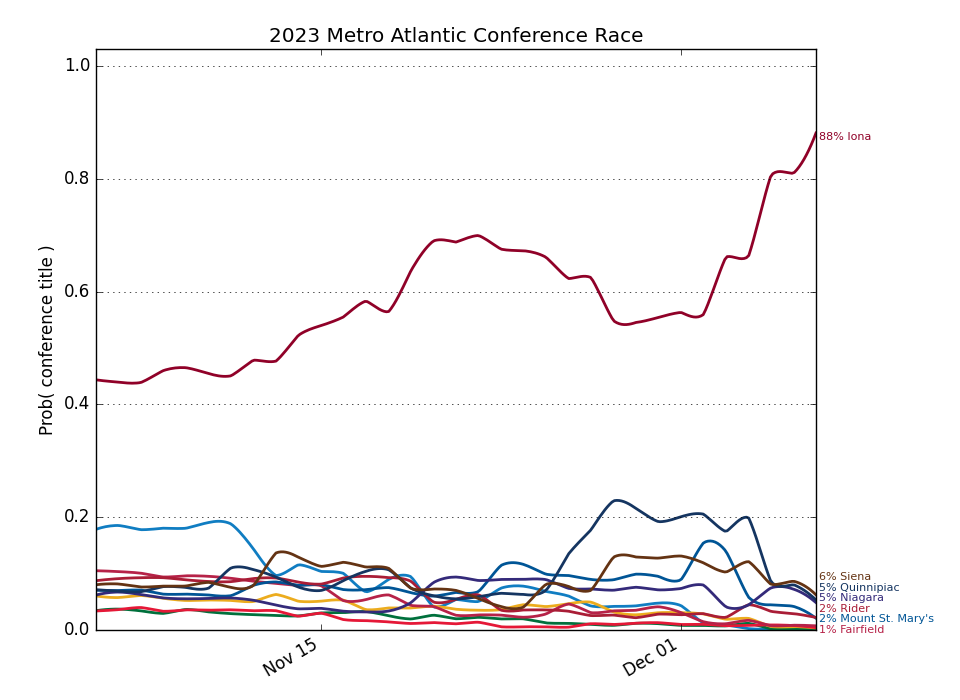 2023 Metro Atlantic Conference Race
Prob( conference title )
1.0
0.8
0.6
0.4
0.2
0.0
Nov 15
Dec 01
88% Iona
6% Siena
5% Quinnipiac
5% Niagara
2% Rider
2% Mount St. Mary's
1% Fairfield